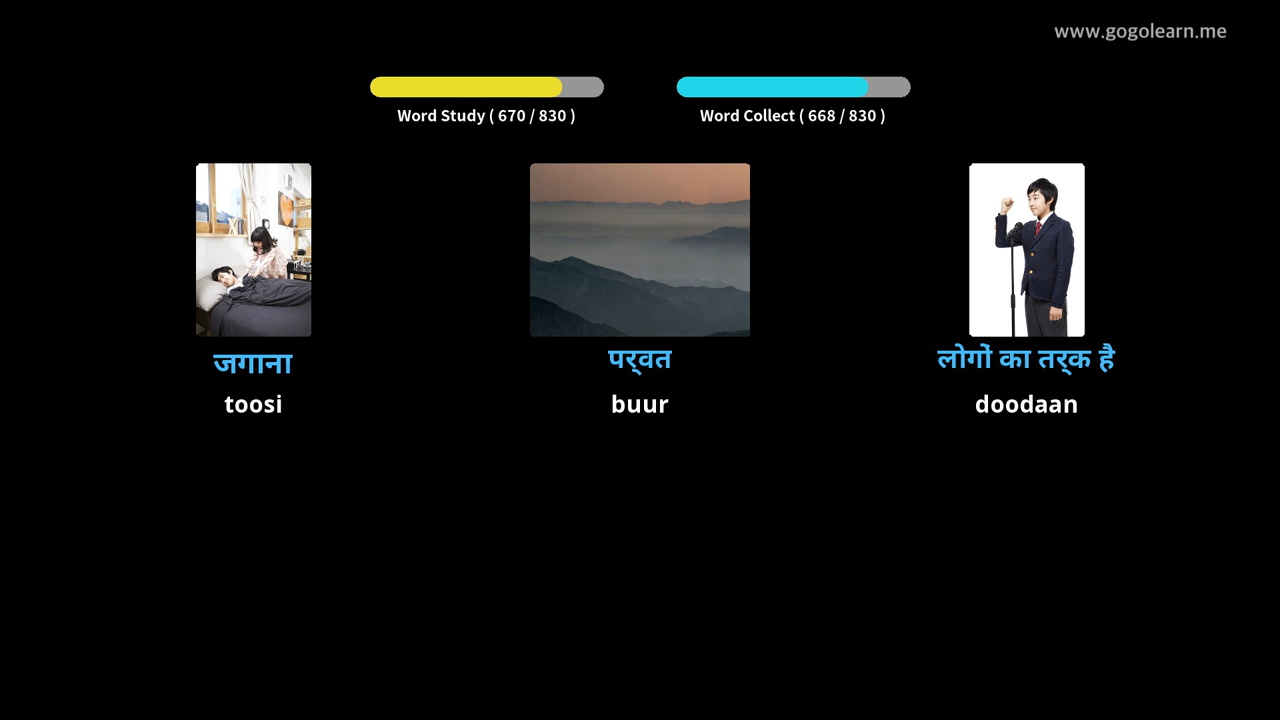 www.gogolearn.me
Word Study ( 670 / 830 )
Word Collect ( 668 / 830 )
जगाना
पर्वत
लोगों का तर्क है
toosi
buur
doodaan